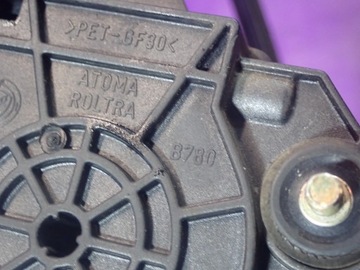 >PET-GF30<
ATOMA
ROLTRA
8780